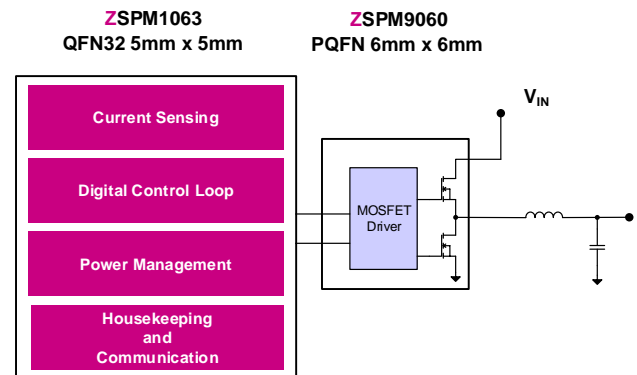 ZSPM1063
QFN32 5mm x 5mm
ZSPM9060
PQFN 6mm x 6mm
Current Sensing
Digital Control Loop
Power Management
Housekeeping
and
Communication
MOSFET
Driver
VIN